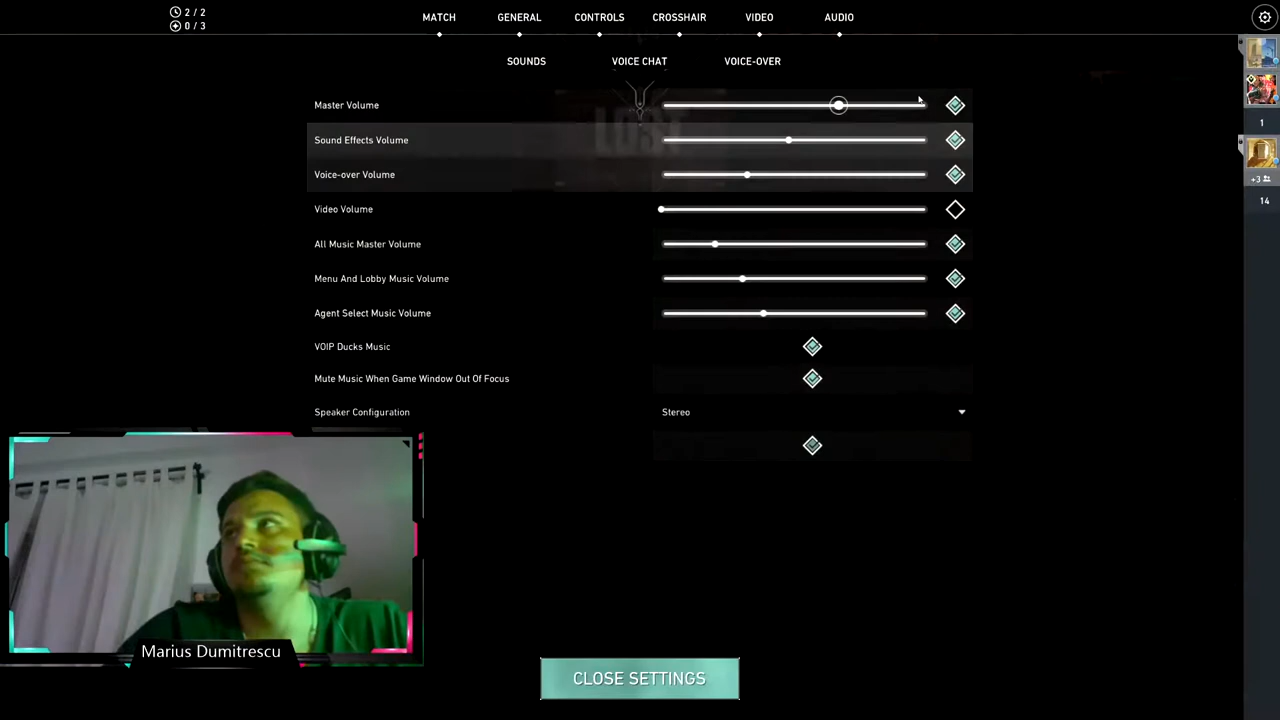 2 / 2
0 / 3
MATCH
GENERAL
CONTROLS
CROSSHAIR
VIDEO
AUDIO
SOUNDS
VOICE CHAT
VOICE-OVER
LOST
Master Volume
Sound Effects Volume
Voice-over Volume
Video Volume
All Music Master Volume
Menu And Lobby Music Volume
Agent Select Music Volume
VOIP Ducks Music
Mute Music When Game Window Out Of Focus
Speaker Configuration
Stereo
1
+3
14
Marius Dumitrescu
CLOSE SETTINGS